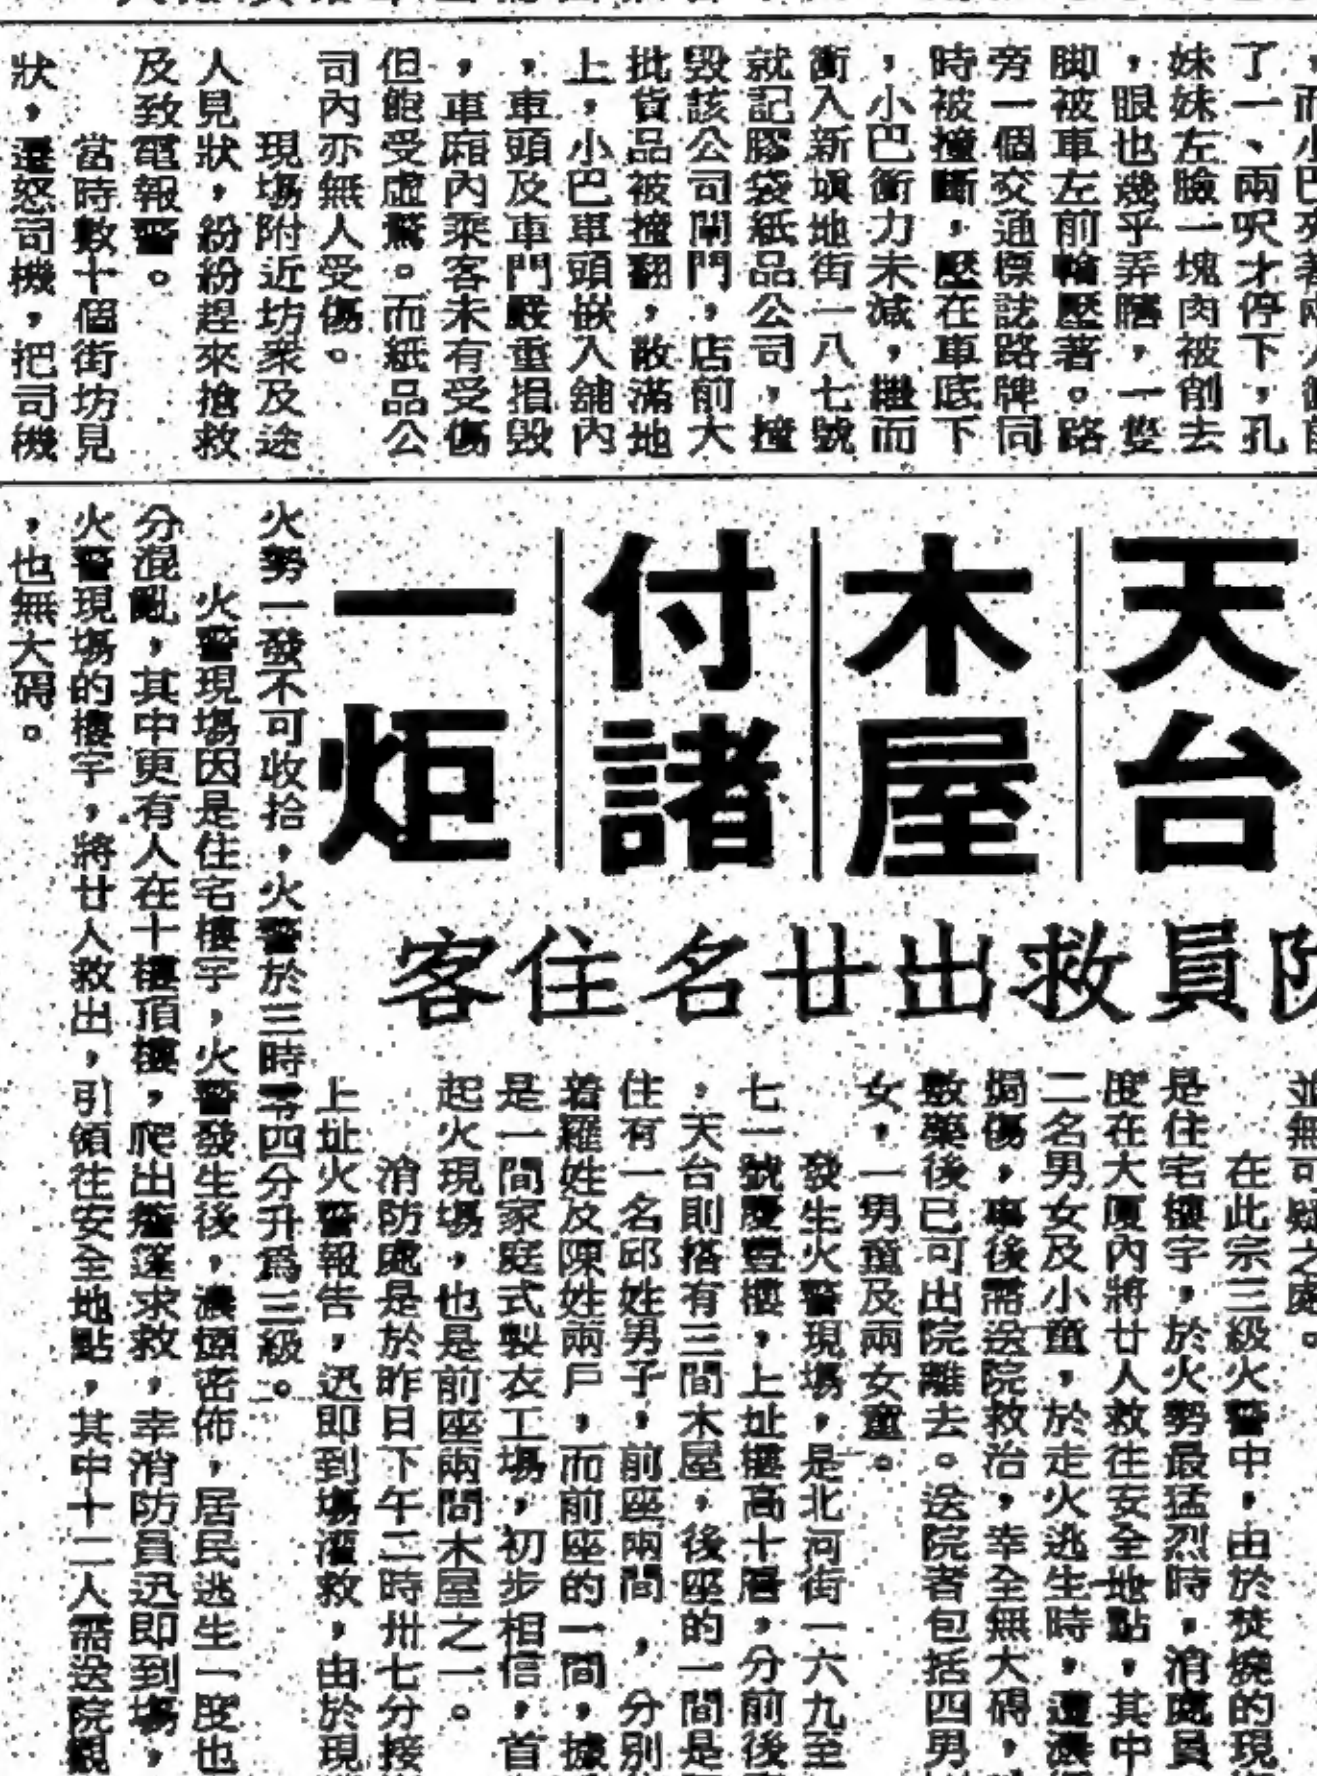 ，而小巴
了一、兩呎才停下，孔
妹妹左臉一塊肉被削去
，眼也幾乎弄瞎，一隻
脚被車左前輪壓著。路
旁一個交通標誌路牌同
時被撞斷，壓在車底下
，小巴衝力未減，繼而
衝入新塡地街一八七號
就記膠袋紙品公司，撞
毀該公司閘門，店前大
批貨品被撞翻，散滿地
上，小巴車頭嵌入舖內
，車頭及車門嚴重損毀
，車廂內乘客未有受傷
但飽受虛驚。而紙品公
司內亦無人受傷。
現場附近坊衆及途
人見狀，紛紛趕來搶救
及致電報警。
當時數十個街坊見
狀，遷怒司機，把司機
天台
木屋
付諸
一炬
防員救出廿名住客
並無可疑之處。
在此宗三級火警中，由於焚燒的現
是住宅樓宇，於火勢最猛烈時，消處員
度在大厦內將廿人救往安全地點，其中
二名男女及小童，於走火逃生時，遭濃
焗傷，事後需送院救治，幸全無大碍，
數藥後已可出院離去。送院者包括四男
女，一男童及兩女童。
發生火警現場，是北河街一六九至
七一號慶豐樓，上址樓高十層，分前後
，天台則搭有三間木屋，後座的一間是
住有一名邱姓男子，前座兩間，分別
着羅姓及陳姓兩戶，而前座的一間，據
是一間家庭式製衣工場，初步相信，首
起火現場，也是前座兩間木屋之一。
消防處是於昨日下午二時卅七分接
上址火警報告，迅即到場灌救，由於現
火勢一發不可收拾，火警於三時零四分升爲三級。
火警現場因是住宅樓宇，火警發生後，濃煙密佈，居民逃生一度也
分混亂，其中更有人在十樓頂樓，爬出簷篷求救，幸消防員迅即到場，
火警現場的樓宇，將廿人救出，引領往安全地點，其中十二人需送院觀
，也無大碍。